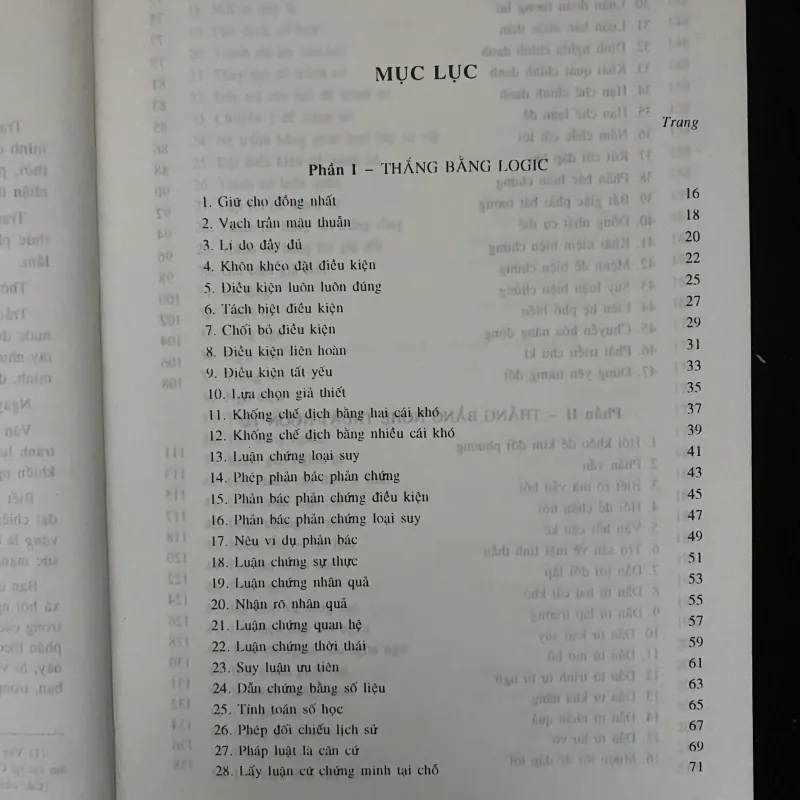 MỤC LỤC
Trang
Phần I – THẮNG BẰNG LOGIC
1. Giữ cho đồng nhất 16
2. Vạch trần mâu thuẫn 18
3. Lí do đầy đủ 20
4. Khôn khéo đặt điều kiện 22
5. Điều kiện luôn luôn đúng 25
6. Tách biệt điều kiện 27
7. Chối bỏ điều kiện 29
8. Điều kiện liên hoàn 31
9. Điều kiện tất yếu 33
10. Lựa chọn giả thiết 35
11. Khống chế địch bằng hai cái khó 37
12. Khống chế địch bằng nhiều cái khó 39
13. Luận chứng loại suy 41
14. Phép phản bác phản chứng 43
15. Phản bác phản chứng điều kiện 45
16. Phản bác phản chứng loại suy 47
17. Nêu ví dụ phản bác 49
18. Luận chứng sự thực 51
19. Luận chứng nhân quả 53
20. Nhận rõ nhân quả 55
21. Luận chứng quan hệ 57
22. Luận chứng thời thái 59
23. Suy luận ưu tiên 61
24. Dẫn chứng bằng số liệu 63
25. Tính toán số học 65
26. Phép đối chiếu lịch sử 67
27. Pháp luật là căn cứ 69
28. Lấy luận cứ chứng minh tại chỗ 71